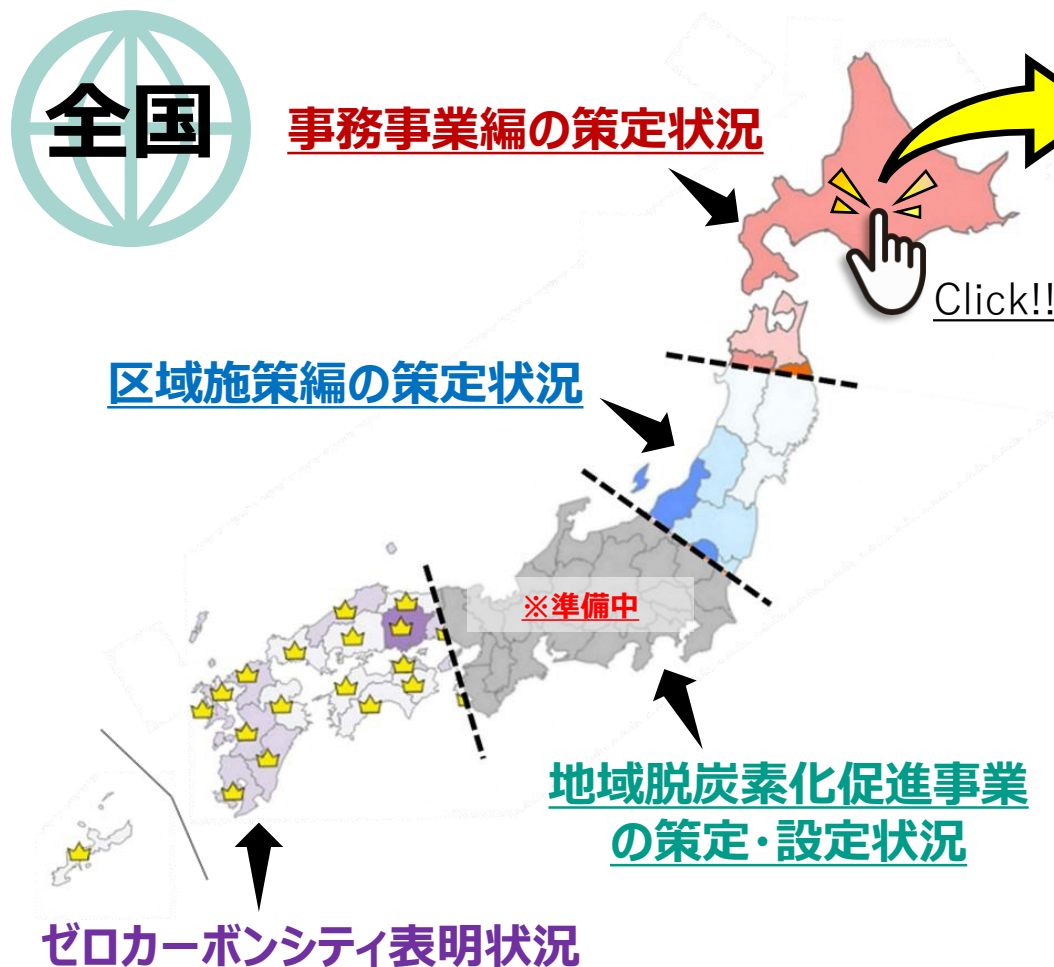 全国
事務事業編の策定状況
Click!!
区域施策編の策定状況
※準備中
地域脱炭素化促進事業
の策定・設定状況
ゼロカーボンシティ表明状況